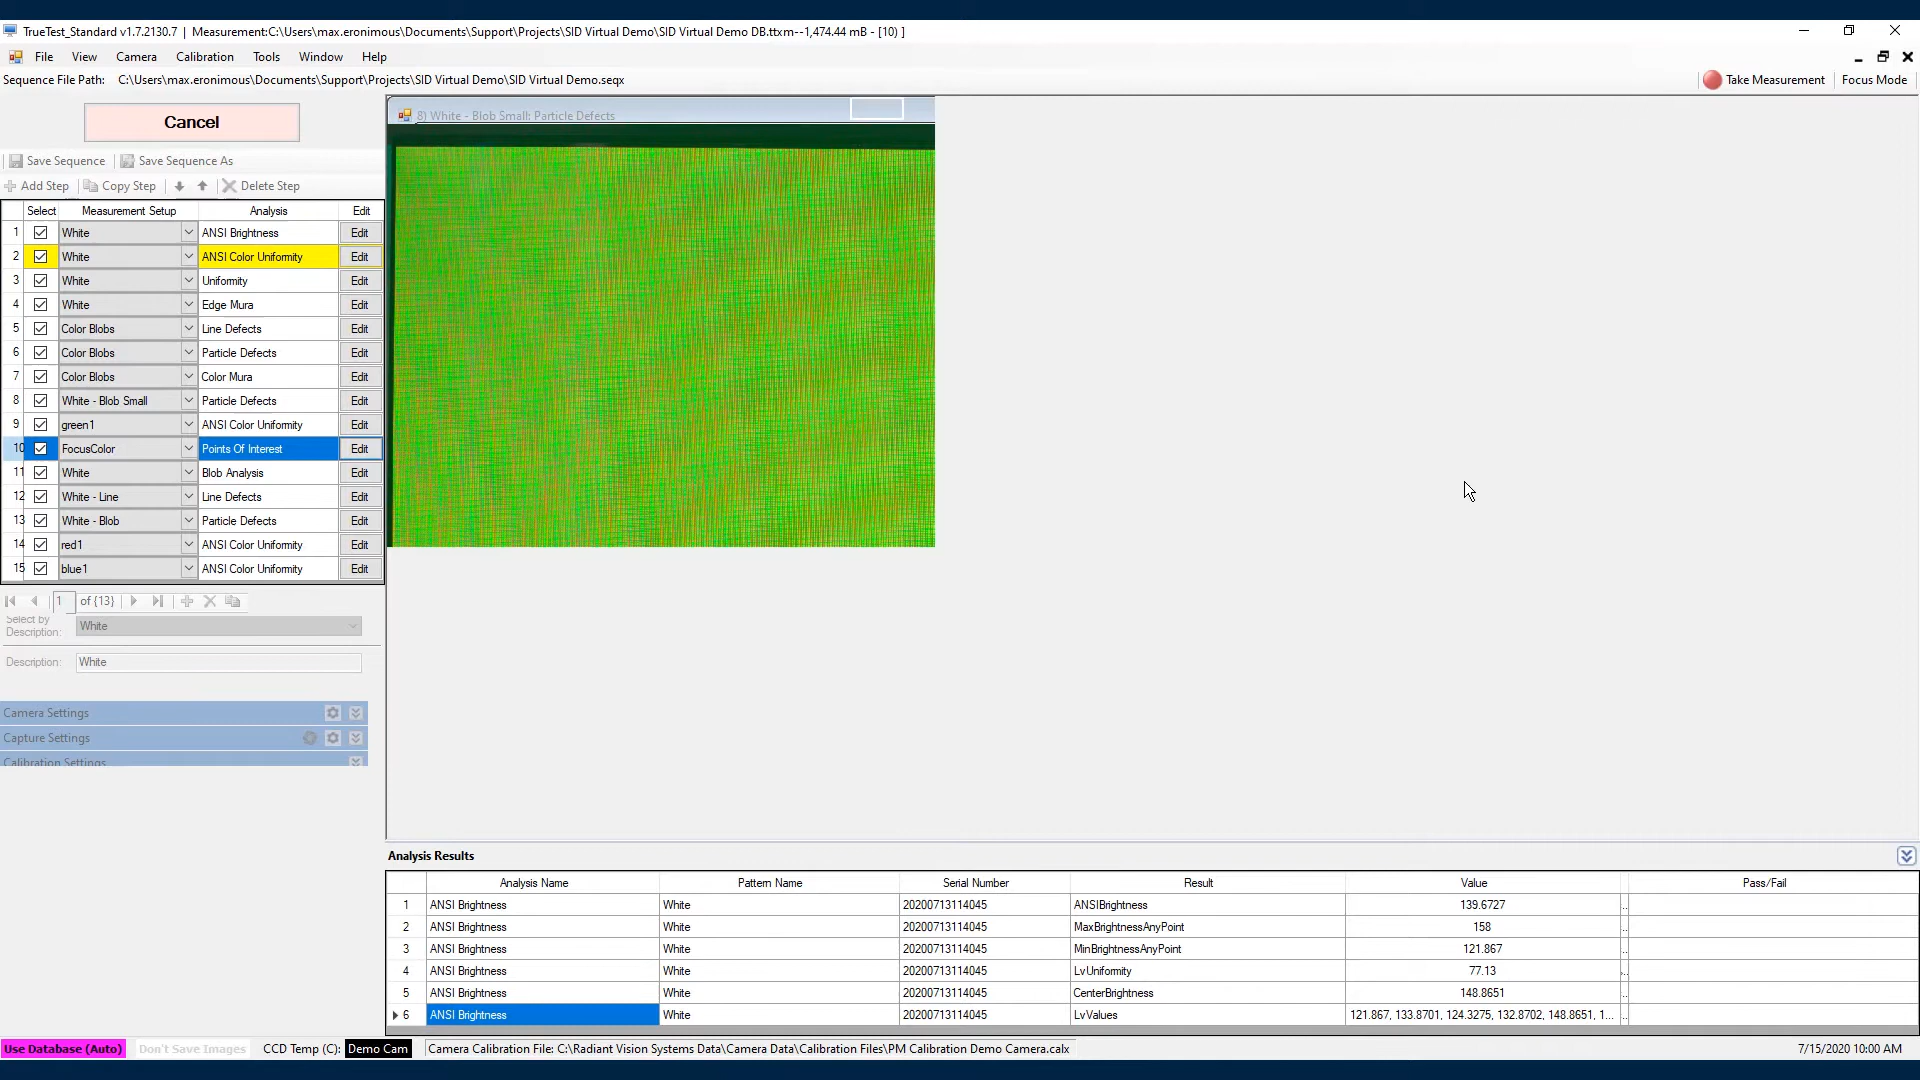 TrueTest_Standard v1.7.2130.7 | Measurement:C:\Users\max.eronimous\Documents\Support\Projects\SID Virtual Demo\SID Virtual Demo DB.ttxm--1,474.44 mB - [10) ]
File View Camera Calibration Tools Window Help
Sequence File Path: C:\Users\max.eronimous\Documents\Support\Projects\SID Virtual Demo\SID Virtual Demo.seqx
Take Measurement Focus Mode
Cancel
8) White - Blob Small: Particle Defects
Save Sequence Save Sequence As
Add Step Copy Step Delete Step
Select Measurement Setup Analysis Edit
1 White ANSI Brightness Edit
2 White ANSI Color Uniformity Edit
3 White Uniformity Edit
4 White Edge Mura Edit
5 Color Blobs Line Defects Edit
6 Color Blobs Particle Defects Edit
7 Color Blobs Color Mura Edit
8 White - Blob Small Particle Defects Edit
9 green1 ANSI Color Uniformity Edit
10 FocusColor Points Of Interest Edit
11 White Blob Analysis Edit
12 White - Line Line Defects Edit
13 White - Blob Particle Defects Edit
14 red1 ANSI Color Uniformity Edit
15 blue1 ANSI Color Uniformity Edit
1 of {13}
Select by
Description: White
Description: White
Camera Settings
Capture Settings
Calibration Settings
Analysis Results
Analysis Name Pattern Name Serial Number Result Value Pass/Fail
1 ANSI Brightness White 20200713114045 ANSIBrightness 139.6727 ..
2 ANSI Brightness White 20200713114045 MaxBrightnessAnyPoint 158 ..
3 ANSI Brightness White 20200713114045 MinBrightnessAnyPoint 121.867 ..
4 ANSI Brightness White 20200713114045 LvUniformity 77.13 ..
5 ANSI Brightness White 20200713114045 CenterBrightness 148.8651 ..
6 ANSI Brightness White 20200713114045 LvValues 121.867, 133.8701, 124.3275, 132.8702, 148.8651, 1... ..
Use Database (Auto) Don't Save Images CCD Temp (C): Demo Cam Camera Calibration File: C:\Radiant Vision Systems Data\Camera Data\Calibration Files\PM Calibration Demo Camera.calx 7/15/2020 10:00 AM